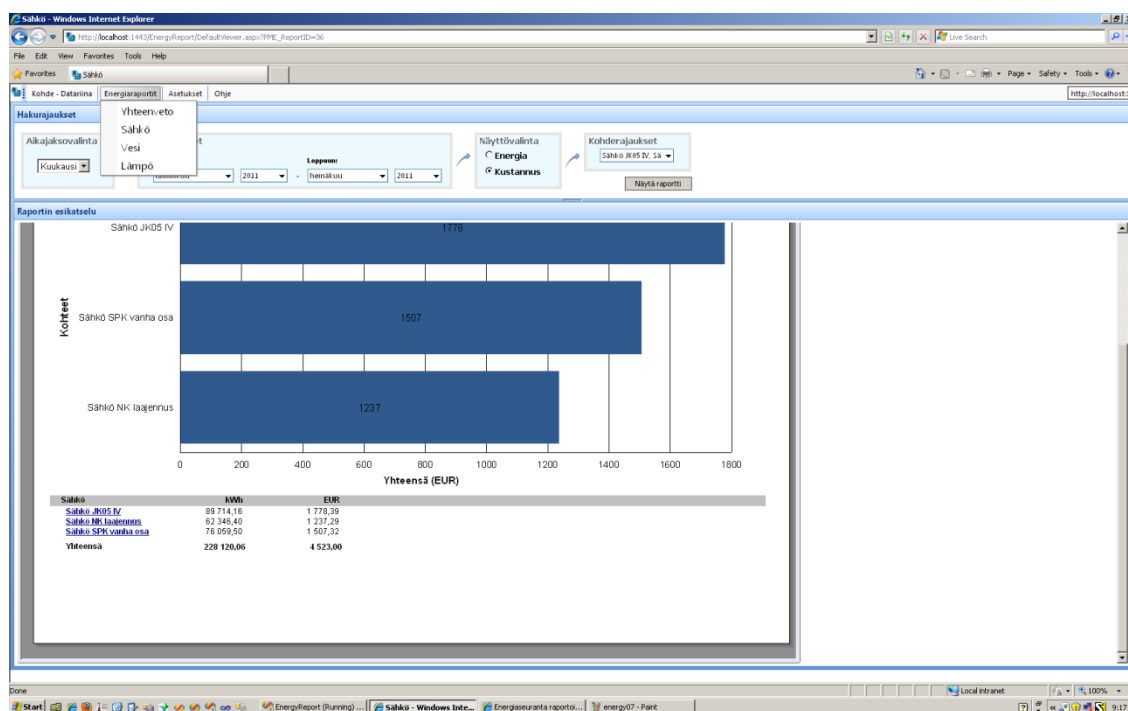 Sähkö - Windows Internet Explorer
http://localhost:1443/EnergyReport/DefaultViewer.aspx?PME_ReportID=36
Live Search
File Edit View Favorites Tools Help
Favorites Sähkö
Page Safety Tools
Kohde - Datariina Energiaraportit Asetukset Ohje
http://localhost:
Hakurajaukset
Yhteenveto
Sähkö
Vesi
Lämpö
Aikajaksovalinta
Kuukausi
Loppuun:
2011 - heinäkuu 2011
Näyttövalinta
Energia
Kustannus
Kohderajaukset
Sähkö JK05 IV, Sä
Näytä raportti
Raportin esikatselu
Sähkö JK05 IV 1778
Kohteet
Sähkö SPK vanha osa 1507
Sähkö NK laajennus 1237
0 200 400 600 800 1000 1200 1400 1600 1800
Yhteensä (EUR)
Sähkö kWh EUR
Sähkö JK05 IV 89 714,16 1 778,39
Sähkö NK laajennus 62 346,40 1 237,29
Sähkö SPK vanha osa 76 059,50 1 507,32
Yhteensä 228 120,06 4 523,00
Done
Local intranet
100%
Start
EnergyReport (Running) ...
Sähkö - Windows Inte...
Energiaseuranta raportoi...
energy07 - Paint
9:17